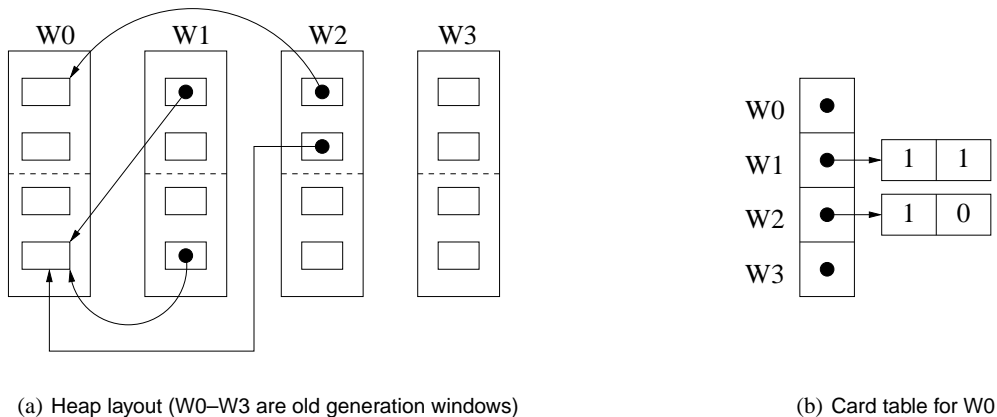 W0 W1 W2 W3
W0
W1 1 1
W2 1 0
W3
(a) Heap layout (W0–W3 are old generation windows)
(b) Card table for W0